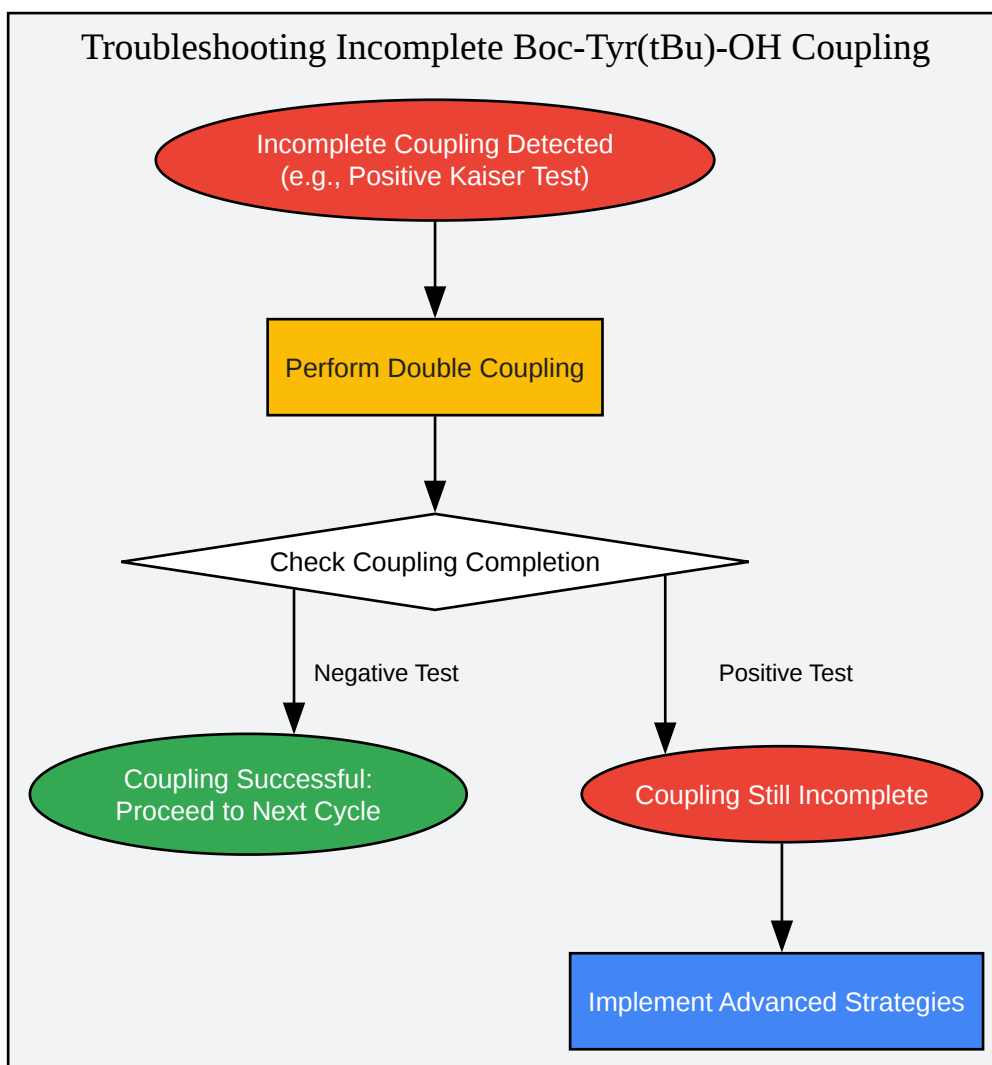 Troubleshooting Incomplete Boc-Tyr(tBu)-OH Coupling
Incomplete Coupling Detected
(e.g., Positive Kaiser Test)
Perform Double Coupling
Check Coupling Completion
Negative Test
Positive Test
Coupling Successful:
Proceed to Next Cycle
Coupling Still Incomplete
Implement Advanced Strategies